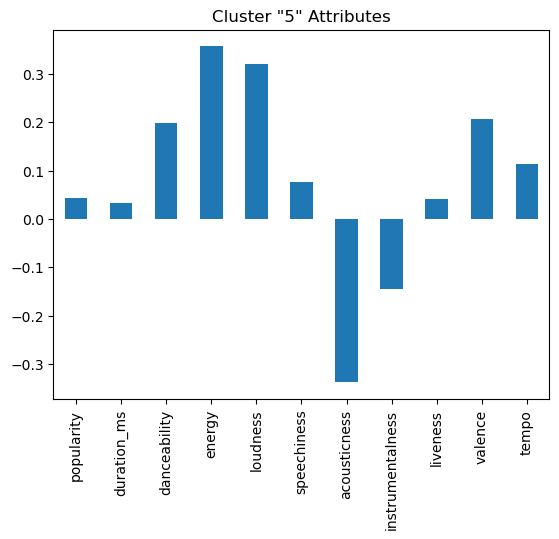 Cluster "5" Attributes
0.3
0.2
0.1
0.0
−0.1
−0.2
−0.3
popularity
duration_ms
danceability
energy
loudness
speechiness
acousticness
instrumentalness
liveness
valence
tempo